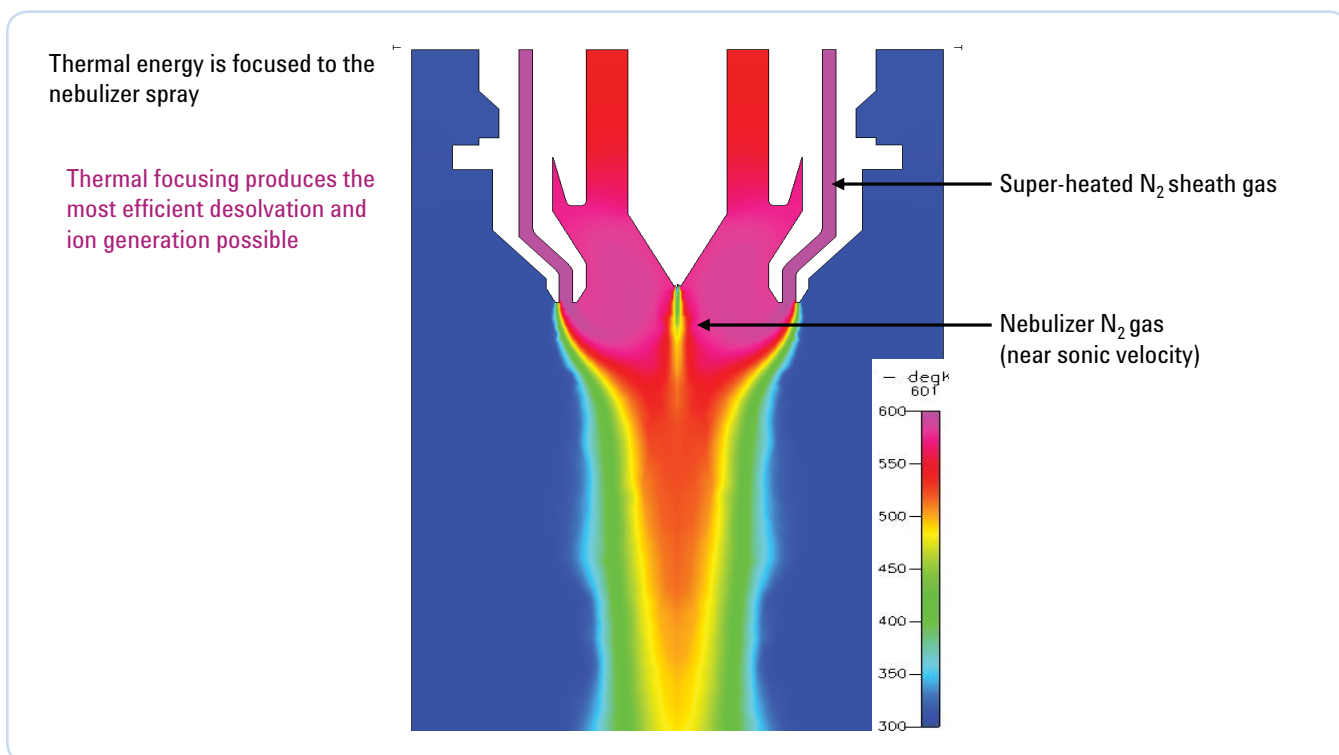 Thermal energy is focused to the
nebulizer spray
Thermal focusing produces the
most efficient desolvation and
ion generation possible
Super-heated N₂ sheath gas
Nebulizer N₂ gas
(near sonic velocity)
degK
601
600
550
500
450
400
350
300